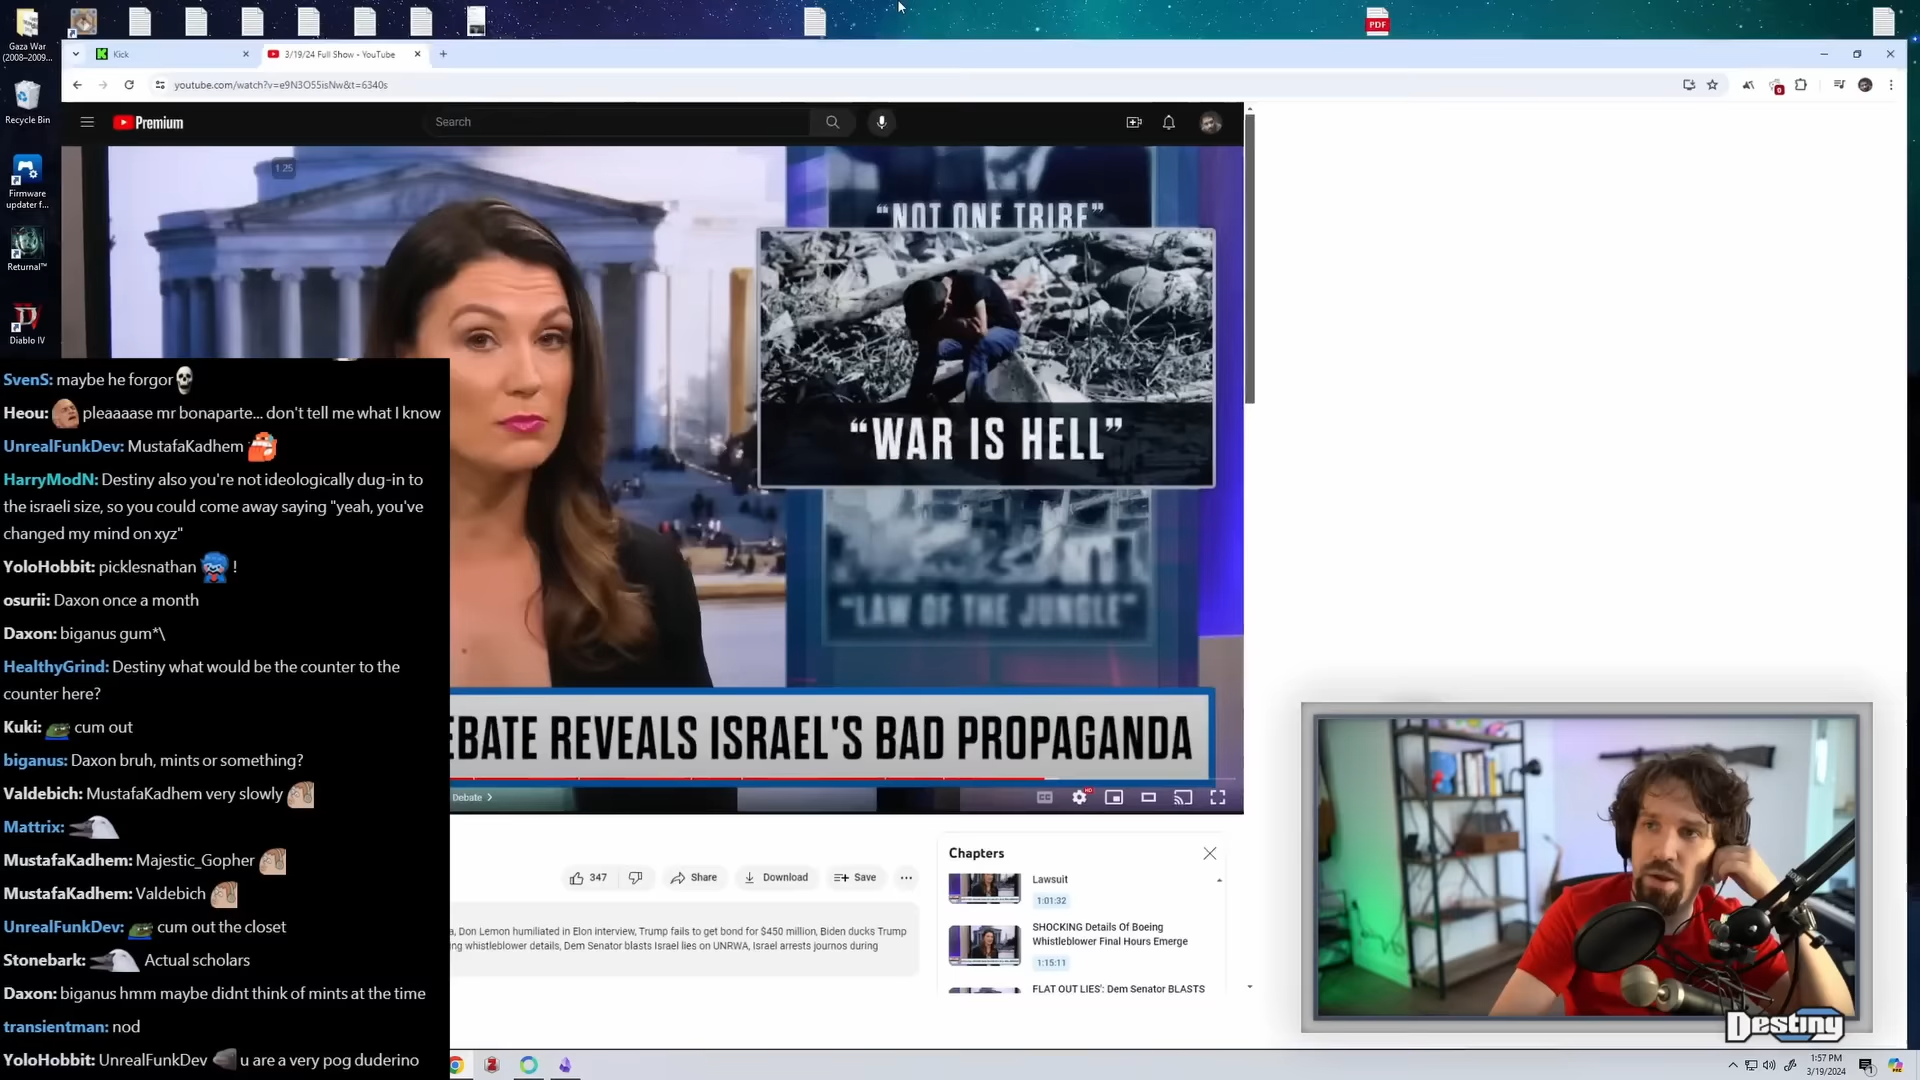 Gaza War
(2008–2009...
Recycle Bin
Firmware
updater f...
Returnal™
Diablo IV
PDF
Kick
3/19/24 Full Show - YouTube
youtube.com/watch?v=e9N3O55isNw&t=6340s
0
Premium
Search
1.25
“NOT ONE TRIBE”
“WAR IS HELL”
“LAW OF THE JUNGLE”
EBATE REVEALS ISRAEL'S BAD PROPAGANDA
Debate
CC
HD
347
Share
Download
Save
a, Don Lemon humiliated in Elon interview, Trump fails to get bond for $450 million, Biden ducks Trump
ng whistleblower details, Dem Senator blasts Israel lies on UNRWA, Israel arrests journos during
Chapters
Lawsuit
1:01:32
SHOCKING Details Of Boeing
Whistleblower Final Hours Emerge
1:15:11
FLAT OUT LIES': Dem Senator BLASTS
SvenS: maybe he forgor
Heou: pleaaaase mr bonaparte... don't tell me what I know
UnrealFunkDev: MustafaKadhem
HarryModN: Destiny also you're not ideologically dug-in to
the israeli size, so you could come away saying "yeah, you've
changed my mind on xyz"
YoloHobbit: picklesnathan !
osurii: Daxon once a month
Daxon: biganus gum*\
HealthyGrind: Destiny what would be the counter to the
counter here?
Kuki: cum out
biganus: Daxon bruh, mints or something?
Valdebich: MustafaKadhem very slowly
Mattrix:
MustafaKadhem: Majestic_Gopher
MustafaKadhem: Valdebich
UnrealFunkDev: cum out the closet
Stonebark: Actual scholars
Daxon: biganus hmm maybe didnt think of mints at the time
transientman: nod
YoloHobbit: UnrealFunkDev u are a very pog duderino
Destiny
1:57 PM
3/19/2024